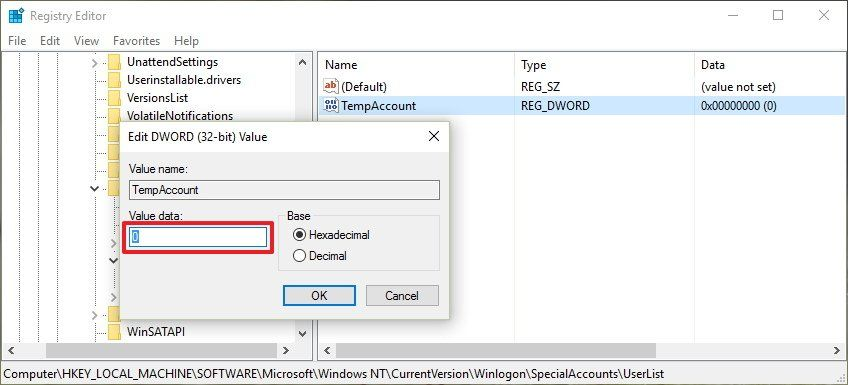 Registry Editor
File Edit View Favorites Help
UnattendSettings
Userinstallable.drivers
VersionsList
VolatileNotifications
WinSATAPI
Name Type Data
(Default) REG_SZ (value not set)
TempAccount REG_DWORD 0x00000000 (0)
Edit DWORD (32-bit) Value
Value name:
TempAccount
Value data:
0
Base
Hexadecimal
Decimal
OK Cancel
Computer\HKEY_LOCAL_MACHINE\SOFTWARE\Microsoft\Windows NT\CurrentVersion\Winlogon\SpecialAccounts\UserList